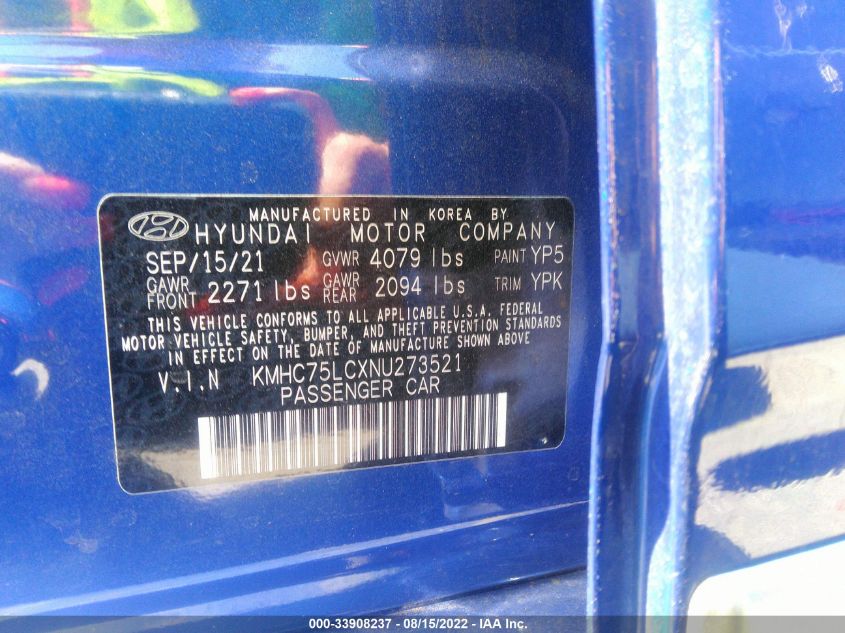 MANUFACTURED IN KOREA BY
HYUNDAI MOTOR COMPANY
SEP/15/21 GVWR 4079 lbs PAINT YP5
GAWR FRONT 2271 lbs GAWR REAR 2094 lbs TRIM YPK
THIS VEHICLE CONFORMS TO ALL APPLICABLE U.S.A. FEDERAL
MOTOR VEHICLE SAFETY, BUMPER, AND THEFT PREVENTION STANDARDS
IN EFFECT ON THE DATE OF MANUFACTURE SHOWN ABOVE
V.I.N KMHC75LCXNU273521
PASSENGER CAR
000-33908237 - 08/15/2022 - IAA Inc.